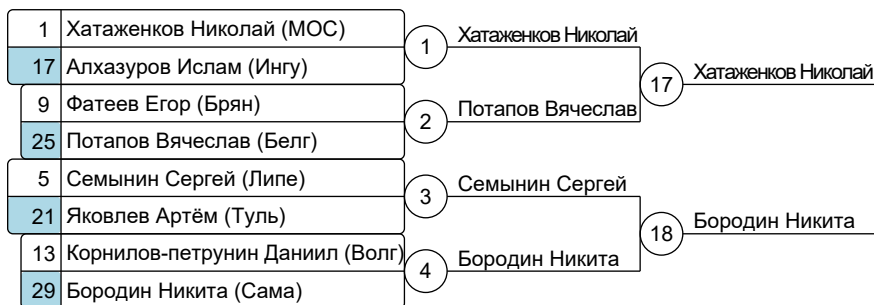 1 Хатаженков Николай (МОС)
17 Алхазуров Ислам (Ингу)
9 Фатеев Егор (Брян)
25 Потапов Вячеслав (Белг)
5 Семынин Сергей (Липе)
21 Яковлев Артём (Туль)
13 Корнилов-петрунин Даниил (Волг)
29 Бородин Никита (Сама)
1 Хатаженков Николай
2 Потапов Вячеслав
3 Семынин Сергей
4 Бородин Никита
17 Хатаженков Николай
18 Бородин Никита